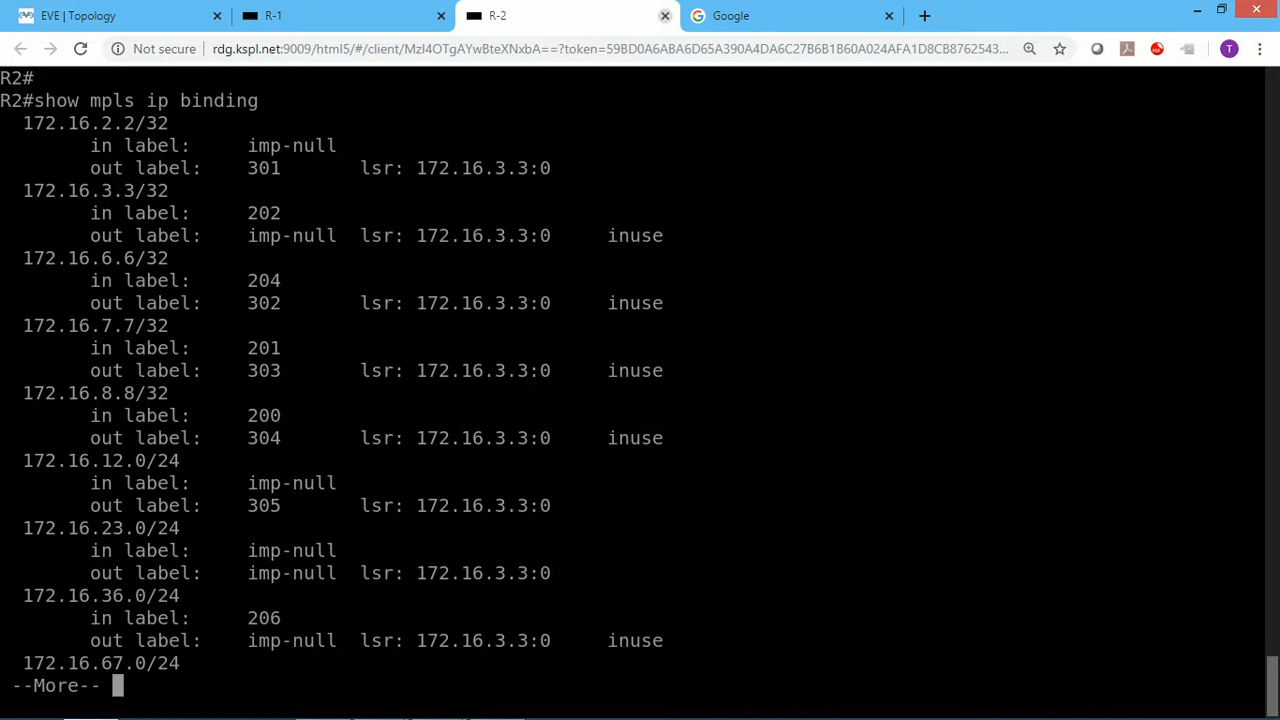 EVE | Topology
R-1
R-2
Google
Not secure
rdg.kspl.net:9009/html5/#/client/MzI4OTgAYwBteXNxbA==?token=59BD0A6ABA6D65A390A4DA6C27B6B1B60A024AFA1D8CB8762543...
T
R2#
R2#show mpls ip binding
172.16.2.2/32
in label: imp-null
out label: 301 lsr: 172.16.3.3:0
172.16.3.3/32
in label: 202
out label: imp-null lsr: 172.16.3.3:0 inuse
172.16.6.6/32
in label: 204
out label: 302 lsr: 172.16.3.3:0 inuse
172.16.7.7/32
in label: 201
out label: 303 lsr: 172.16.3.3:0 inuse
172.16.8.8/32
in label: 200
out label: 304 lsr: 172.16.3.3:0 inuse
172.16.12.0/24
in label: imp-null
out label: 305 lsr: 172.16.3.3:0
172.16.23.0/24
in label: imp-null
out label: imp-null lsr: 172.16.3.3:0
172.16.36.0/24
in label: 206
out label: imp-null lsr: 172.16.3.3:0 inuse
172.16.67.0/24
--More--